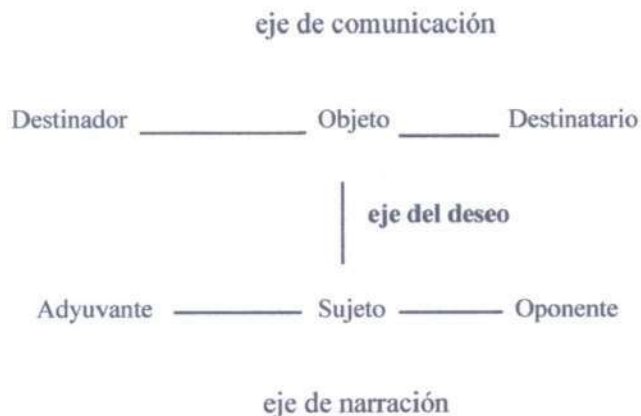 eje de comunicación
Destinador Objeto Destinatario
eje del deseo
Adyuvante Sujeto Oponente
eje de narración